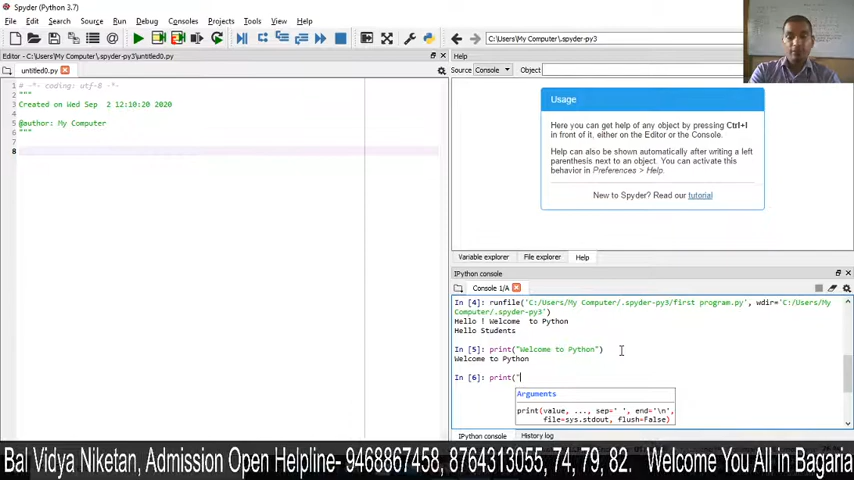 Spyder (Python 3.7)
File Edit Search Source Run Debug Consoles Projects Tools View Help
C:\Users\My Computer\.spyder-py3
Editor - C:\Users\My Computer\.spyder-py3\untitled0.py
Help
untitled0.py
Source Console Object
1 # -*- coding: utf-8 -*-
2 """
3 Created on Wed Sep  2 12:10:20 2020
4
5 @author: My Computer
6 """
7
8
Usage
Here you can get help of any object by pressing Ctrl+I
in front of it, either on the Editor or the Console.
Help can also be shown automatically after writing a left
parenthesis next to an object. You can activate this
behavior in Preferences > Help.
New to Spyder? Read our tutorial
Variable explorer File explorer Help
IPython console
Console 1/A
In [4]: runfile('C:/Users/My Computer/.spyder-py3/first program.py', wdir='C:/Users/My
Computer/.spyder-py3')
Hello ! Welcome  to Python
Hello Students
In [5]: print("Welcome to Python")
Welcome to Python
In [6]: print("
Arguments
print(value, ..., sep=' ', end='\n',
file=sys.stdout, flush=False)
IPython console History log
Bal Vidya Niketan, Admission Open Helpline- 9468867458, 8764313055, 74, 79, 82. Welcome You All in Bagaria